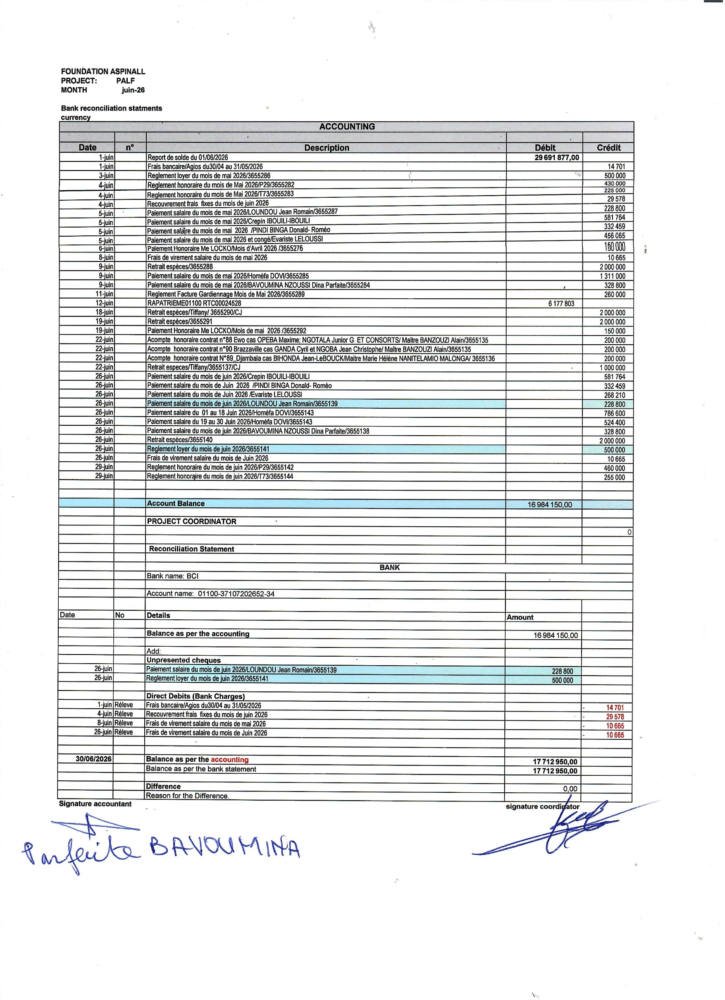 FOUNDATION ASPINALL
PROJECT: PALF
MONTH juin-26
Bank reconciliation statments
currency
ACCOUNTING
Date n° Description Débit Crédit
1-juin Report de solde du 01/06/2026 29 691 877,00
1-juin Frais bancaire/Agios du30/04 au 31/05/2026 14 701
3-juin Reglement loyer du mois de mai 2026/3655286 500 000
4-juin Reglement honoraire du mois de Mai 2026/P29/3655282 430 000
4-juin Reglement honoraire du mois de Mai 2026/T73/3655283 225 000
4-juin Recouvrement frais fixes du mois de juin 2026 29 578
5-juin Paiement salaire du mois de mai 2026/LOUNDOU Jean Romain/3655287 228 800
5-juin Paiement salaire du mois de mai 2026/Crepin IBOUILI-IBOUILI 581 764
5-juin Paiement salaire du mois de mai 2026 /PINDI BINGA Donald- Roméo 332 459
5-juin Paiement salaire du mois de mai 2026 et congé/Evariste LELOUSSI 456 065
6-juin Paiement Honoraire Me LOCKO/Mois d'Avril 2026 /3655276 150 000
8-juin Frais de virement salaire du mois de mai 2026 10 665
9-juin Retrait espèces/3655288 2 000 000
9-juin Paiement salaire du mois de mai 2026/Homéfa DOVI/3655285 1 311 000
9-juin Paiement salaire du mois de mai 2026/BAVOUMINA NZOUSSI Dina Parfaite/3655284 328 800
11-juin Reglement Facture Gardiennage Mois de Mai 2026/3655289 260 000
12-juin RAPATRIEME01100 RTC00024528 6 177 803
18-juin Retrait espèces/Tiffany/ 3655290/CJ 2 000 000
19-juin Retrait espèces/3655291 2 000 000
19-juin Paiement Honoraire Me LOCKO/Mois de mai 2026 /3655292 150 000
22-juin Acompte honoraire contrat n°88 Ewo cas OPEBA Maxime; NGOTALA Junior G ET CONSORTS/ Maître BANZOUZI Alain/3655135 200 000
22-juin Acompte honoraire contrat n°90 Brazzaville cas GANDA Cyril et NGOBA Jean Christophe/ Maître BANZOUZI Alain/3655135 200 000
22-juin Acompte honoraire contrat N°89_Djambala cas BIHONDA Jean-LeBOUCK/Maitre Marie Hélène NANITELAMIO MALONGA/ 3655136 200 000
22-juin Retrait especes/Tiffany/3655137/CJ 1 000 000
26-juin Paiement salaire du mois de juin 2026/Crepin IBOUILI-IBOUILI 581 764
26-juin Paiement salaire du mois de Juin 2026 /PINDI BINGA Donald- Roméo 332 459
26-juin Paiement salaire du mois de Juin 2026 /Evariste LELOUSSI 268 210
26-juin Paiement salaire du mois de juin 2026/LOUNDOU Jean Romain/3655139 228 800
26-juin Paiement salaire du 01 au 18 Juin 2026/Homéfa DOVI/3655143 786 600
26-juin Paiement salaire du 19 au 30 Juin 2026/Homéfa DOVI/3655143 524 400
26-juin Paiement salaire du mois de juin 2026/BAVOUMINA NZOUSSI Dina Parfaite/3655138 328 800
26-juin Retrait espèces/3655140 2 000 000
26-juin Reglement loyer du mois de juin 2026/3655141 500 000
26-juin Frais de virement salaire du mois de Juin 2026 10 665
29-juin Reglement honoraire du mois de juin 2026/P29/3655142 460 000
29-juin Reglement honoraire du mois de juin 2026/T73/3655144 255 000
Account Balance 16 984 150,00
PROJECT COORDINATOR
0
Reconciliation Statement
BANK
Bank name: BCI
Account name: 01100-37107202652-34
Date No Details Amount
Balance as per the accounting 16 984 150,00
Add:
Unpresented cheques
26-juin Paiement salaire du mois de juin 2026/LOUNDOU Jean Romain/3655139 228 800
26-juin Reglement loyer du mois de juin 2026/3655141 500 000
Direct Debits (Bank Charges)
1-juin Réleve Frais bancaire/Agios du30/04 au 31/05/2026 - 14 701
4-juin Réleve Recouvrement frais fixes du mois de juin 2026 - 29 578
8-juin Réleve Frais de virement salaire du mois de mai 2026 - 10 665
26-juin Réleve Frais de virement salaire du mois de Juin 2026 - 10 665
30/06/2026 Balance as per the accounting 17 712 950,00
Balance as per the bank statement 17 712 950,00
Difference 0,00
Reason for the Difference.
Signature accountant signature coordinator
Parfaite BAVOUMINA